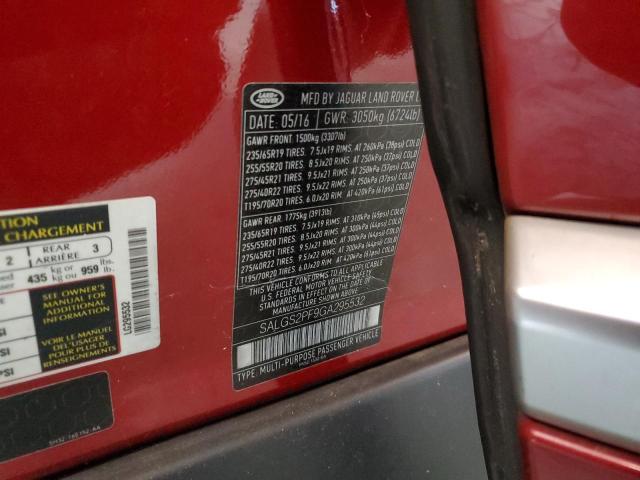 LAND ROVER
MFD BY JAGUAR LAND ROVER L
DATE: 05/16 GWR: 3050kg (6724lb)
GAWR FRONT: 1500kg (3307lb)
235/65R19 TIRES. 7.5Jx19 RIMS. AT 260kPa (38psi) COLD
255/55R20 TIRES. 8.5Jx20 RIMS. AT 250kPa (37psi) COLD
275/45R21 TIRES. 9.5Jx21 RIMS. AT 250kPa (37psi) COLD
275/40R22 TIRES. 9.5Jx22 RIMS. AT 250kPa (37psi) COLD
T195/70R20 TIRES. 6.0Jx20 RIM. AT 420kPa (61psi) COLD
GAWR REAR: 1775kg (3913lb)
235/65R19 TIRES. 7.5Jx19 RIMS. AT 310kPa (45psi) COLD
255/55R20 TIRES. 8.5Jx20 RIMS. AT 300kPa (44psi) COLD
275/45R21 TIRES. 9.5Jx21 RIMS. AT 300kPa (44psi) COLD
275/40R22 TIRES. 9.5Jx22 RIMS. AT 300kPa (44psi) COLD
T195/70R20 TIRES. 6.0Jx20 RIM. AT 420kPa (61psi) COLD
THIS VEHICLE CONFORMS TO ALL APPLICABLE
U.S. FEDERAL MOTOR VEHICLE SAFETY
AND THEFT PREVENTION STANDARDS
IN EFFECT ON THE DATE OF MANUFACTURE
SHOWN ABOVE
SALGS2PF9GA295532
TYPE: MULTI-PURPOSE PASSENGER VEHICLE
TION
CHARGEMENT
2 REAR ARRIÈRE 3
ed 435 kg or kg ou 959 lbs. lb.
SEE OWNER'S
MANUAL FOR
ADDITIONAL
INFORMATION
VOIR LE
MANUEL DE
L'USAGER
POUR PLUS DE
RENSEIGNEMENTS
PSI
PSI
PSI
LG295532